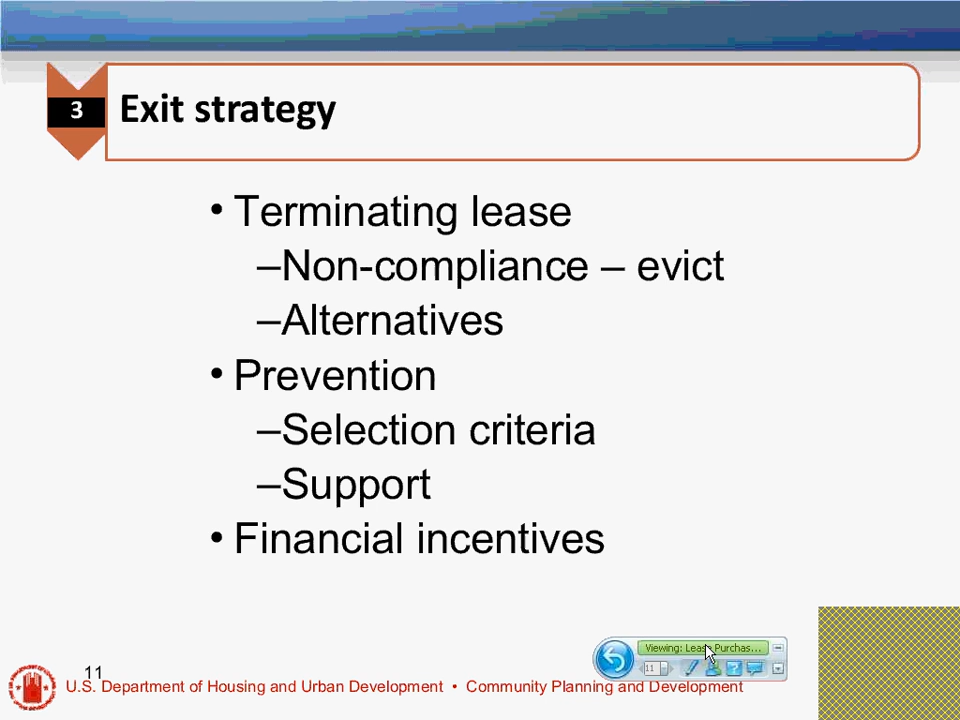 3 Exit strategy
• Terminating lease
–Non-compliance – evict
–Alternatives
• Prevention
–Selection criteria
–Support
• Financial incentives
Viewing: Lease Purchas...
11
11
U.S. Department of Housing and Urban Development • Community Planning and Development